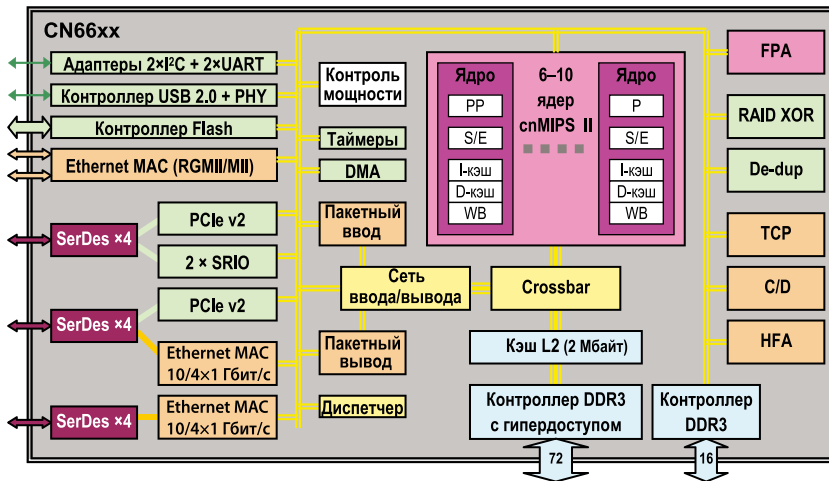 CN66xx
Адаптеры 2×I²C + 2×UART
Контроллер USB 2.0 + PHY
Контроллер Flash
Ethernet MAC (RGMII/MII)
SerDes ×4
PCIe v2
2 × SRIO
SerDes ×4
PCIe v2
Ethernet MAC
10/4×1 Гбит/с
SerDes ×4
Ethernet MAC
10/4×1 Гбит/с
Контроль
мощности
Таймеры
DMA
Пакетный
ввод
Сеть
ввода/вывода
Пакетный
вывод
Диспетчер
Ядро
PP
S/E
I-кэш
D-кэш
WB
6–10
ядер
cnMIPS II
Ядро
P
S/E
I-кэш
D-кэш
WB
Crossbar
Кэш L2 (2 Мбайт)
Контроллер DDR3
с гипердоступом
72
Контроллер
DDR3
16
FPA
RAID XOR
De-dup
TCP
C/D
HFA